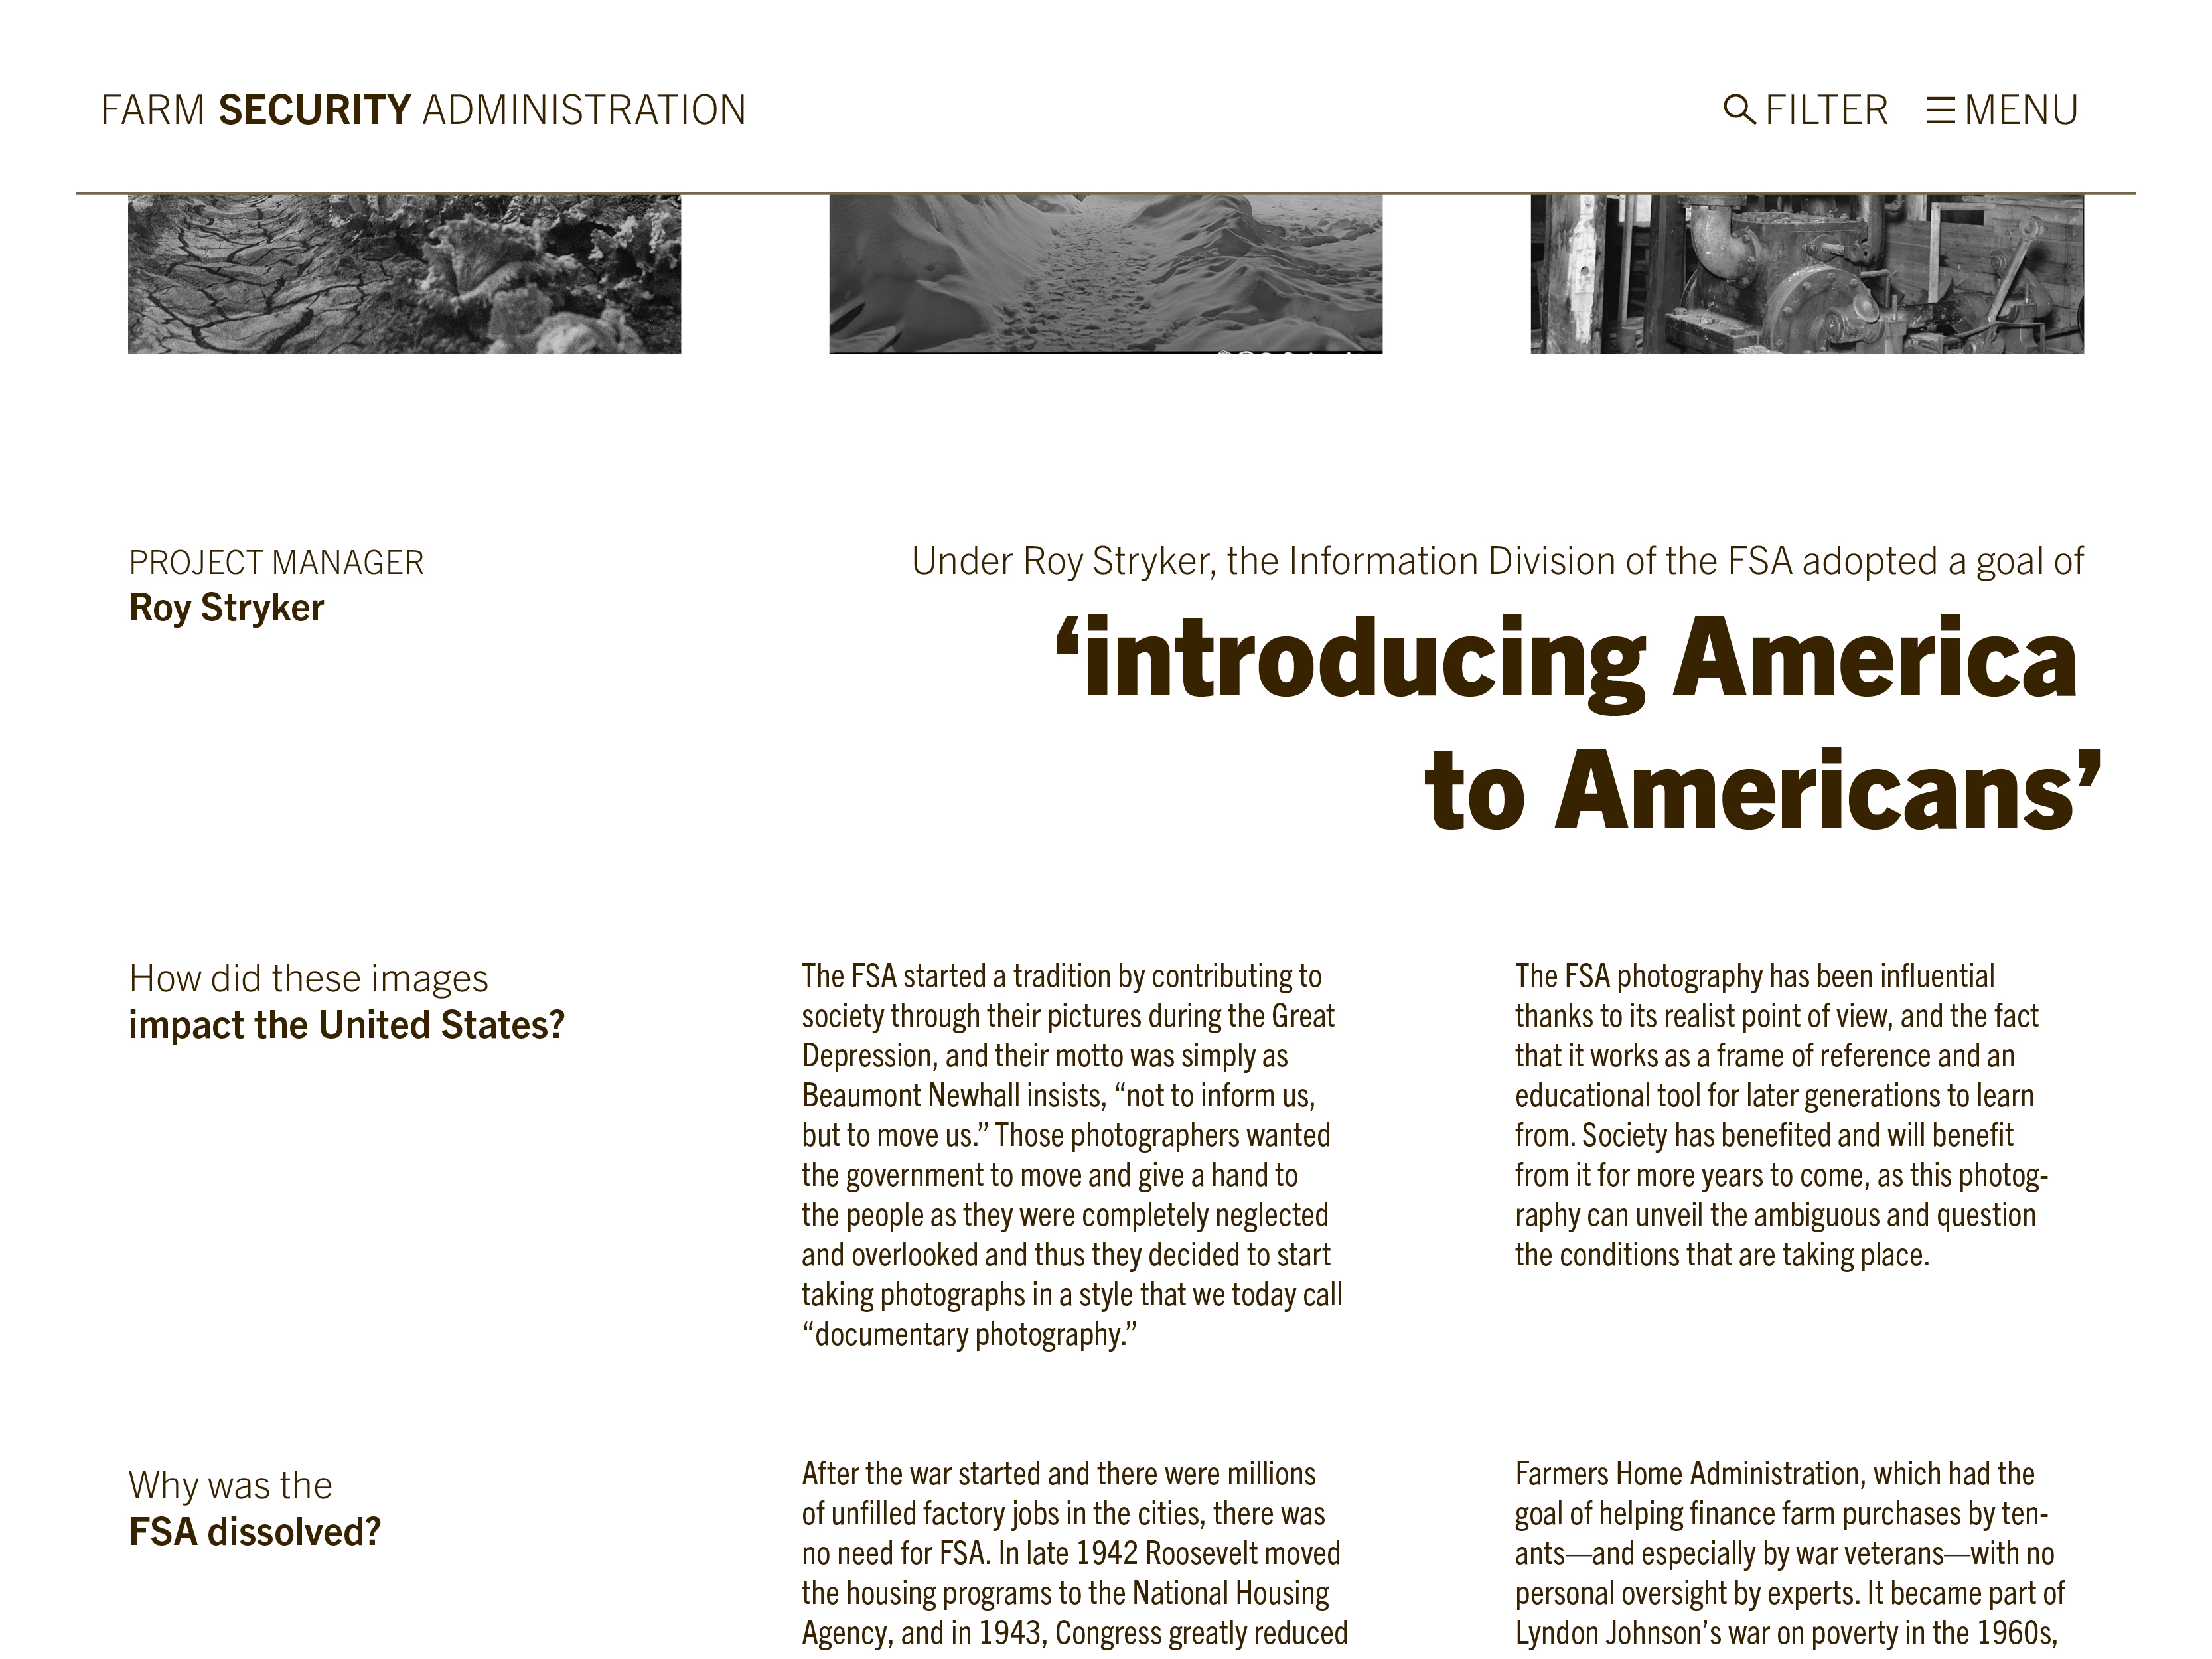 FARM SECURITY ADMINISTRATION
FILTER
MENU
PROJECT MANAGER
Roy Stryker
Under Roy Stryker, the Information Division of the FSA adopted a goal of
‘introducing America
to Americans’
How did these images
impact the United States?
The FSA started a tradition by contributing to
society through their pictures during the Great
Depression, and their motto was simply as
Beaumont Newhall insists, “not to inform us,
but to move us.” Those photographers wanted
the government to move and give a hand to
the people as they were completely neglected
and overlooked and thus they decided to start
taking photographs in a style that we today call
“documentary photography.”
The FSA photography has been influential
thanks to its realist point of view, and the fact
that it works as a frame of reference and an
educational tool for later generations to learn
from. Society has benefited and will benefit
from it for more years to come, as this photog-
raphy can unveil the ambiguous and question
the conditions that are taking place.
Why was the
FSA dissolved?
After the war started and there were millions
of unfilled factory jobs in the cities, there was
no need for FSA. In late 1942 Roosevelt moved
the housing programs to the National Housing
Agency, and in 1943, Congress greatly reduced
Farmers Home Administration, which had the
goal of helping finance farm purchases by ten-
ants—and especially by war veterans—with no
personal oversight by experts. It became part of
Lyndon Johnson’s war on poverty in the 1960s,